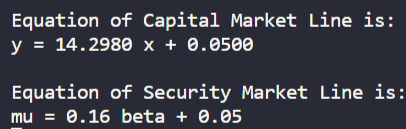 Equation of Capital Market Line is:
y = 14.2980 x + 0.0500
Equation of Security Market Line is:
mu = 0.16 beta + 0.05